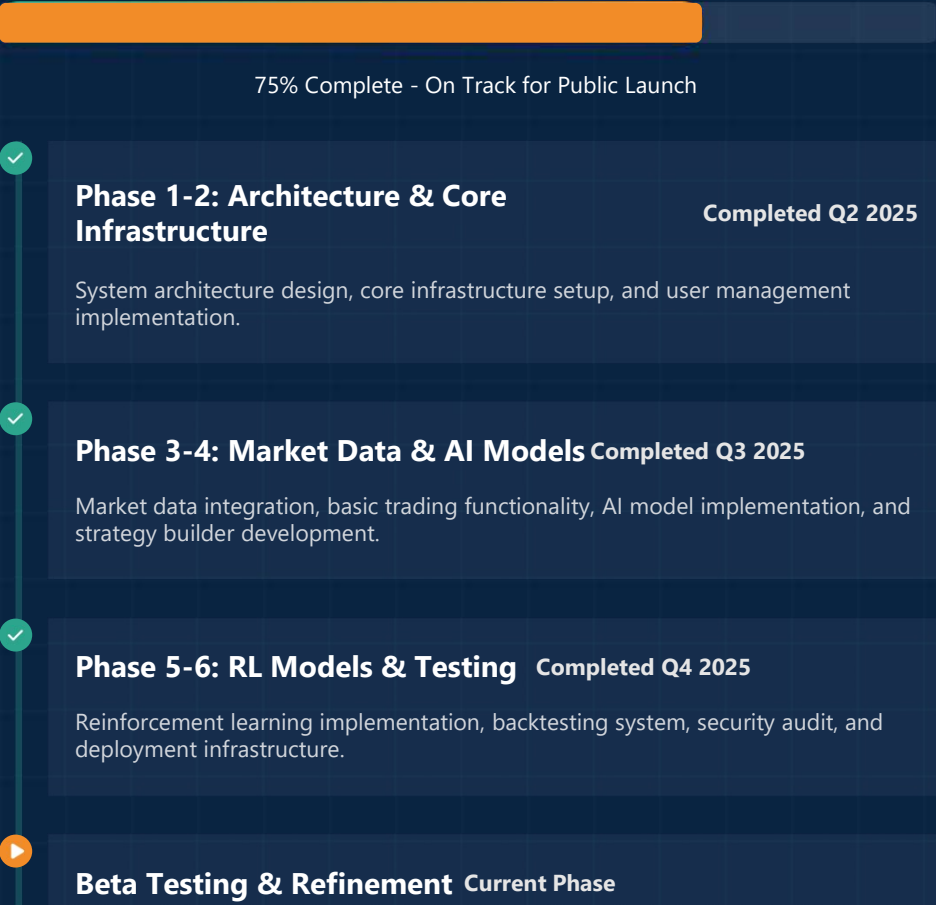 75% Complete - On Track for Public Launch
Phase 1-2: Architecture & Core
Infrastructure
Completed Q2 2025
System architecture design, core infrastructure setup, and user management
implementation.
Phase 3-4: Market Data & AI Models Completed Q3 2025
Market data integration, basic trading functionality, AI model implementation, and
strategy builder development.
Phase 5-6: RL Models & Testing Completed Q4 2025
Reinforcement learning implementation, backtesting system, security audit, and
deployment infrastructure.
Beta Testing & Refinement Current Phase